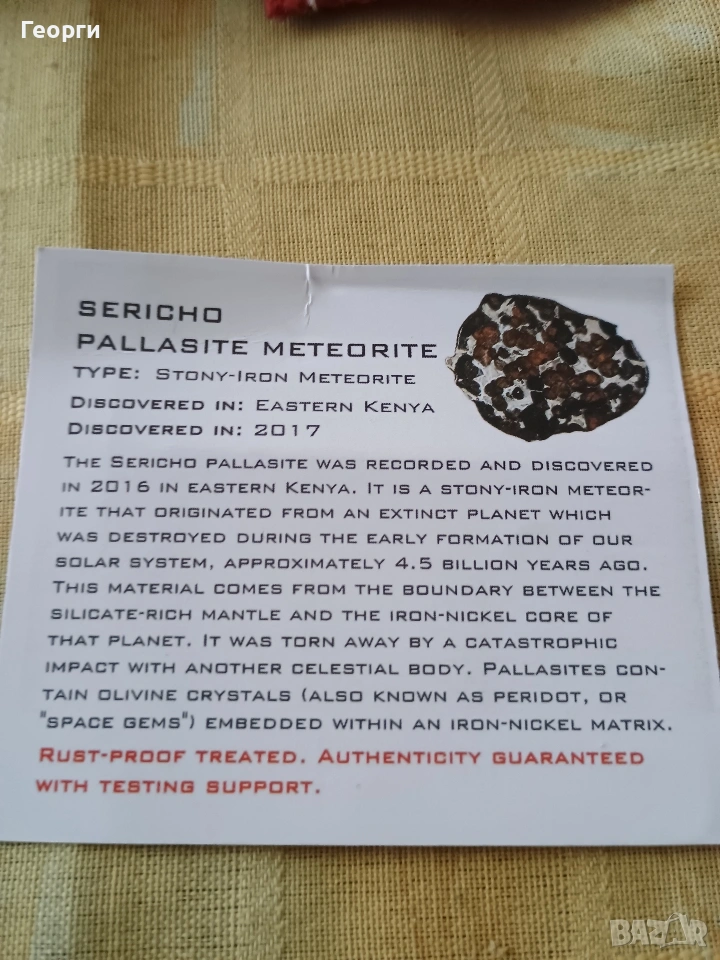 Георги
SERICHO
PALLASITE METEORITE
TYPE: STONY-IRON METEORITE
DISCOVERED IN: EASTERN KENYA
DISCOVERED IN: 2017
THE SERICHO PALLASITE WAS RECORDED AND DISCOVERED
IN 2016 IN EASTERN KENYA. IT IS A STONY-IRON METEOR-
ITE THAT ORIGINATED FROM AN EXTINCT PLANET WHICH
WAS DESTROYED DURING THE EARLY FORMATION OF OUR
SOLAR SYSTEM, APPROXIMATELY 4.5 BILLION YEARS AGO.
THIS MATERIAL COMES FROM THE BOUNDARY BETWEEN THE
SILICATE-RICH MANTLE AND THE IRON-NICKEL CORE OF
THAT PLANET. IT WAS TORN AWAY BY A CATASTROPHIC
IMPACT WITH ANOTHER CELESTIAL BODY. PALLASITES CON-
TAIN OLIVINE CRYSTALS (ALSO KNOWN AS PERIDOT, OR
"SPACE GEMS") EMBEDDED WITHIN AN IRON-NICKEL MATRIX.
RUST-PROOF TREATED. AUTHENTICITY GUARANTEED
WITH TESTING SUPPORT.
BAZAR